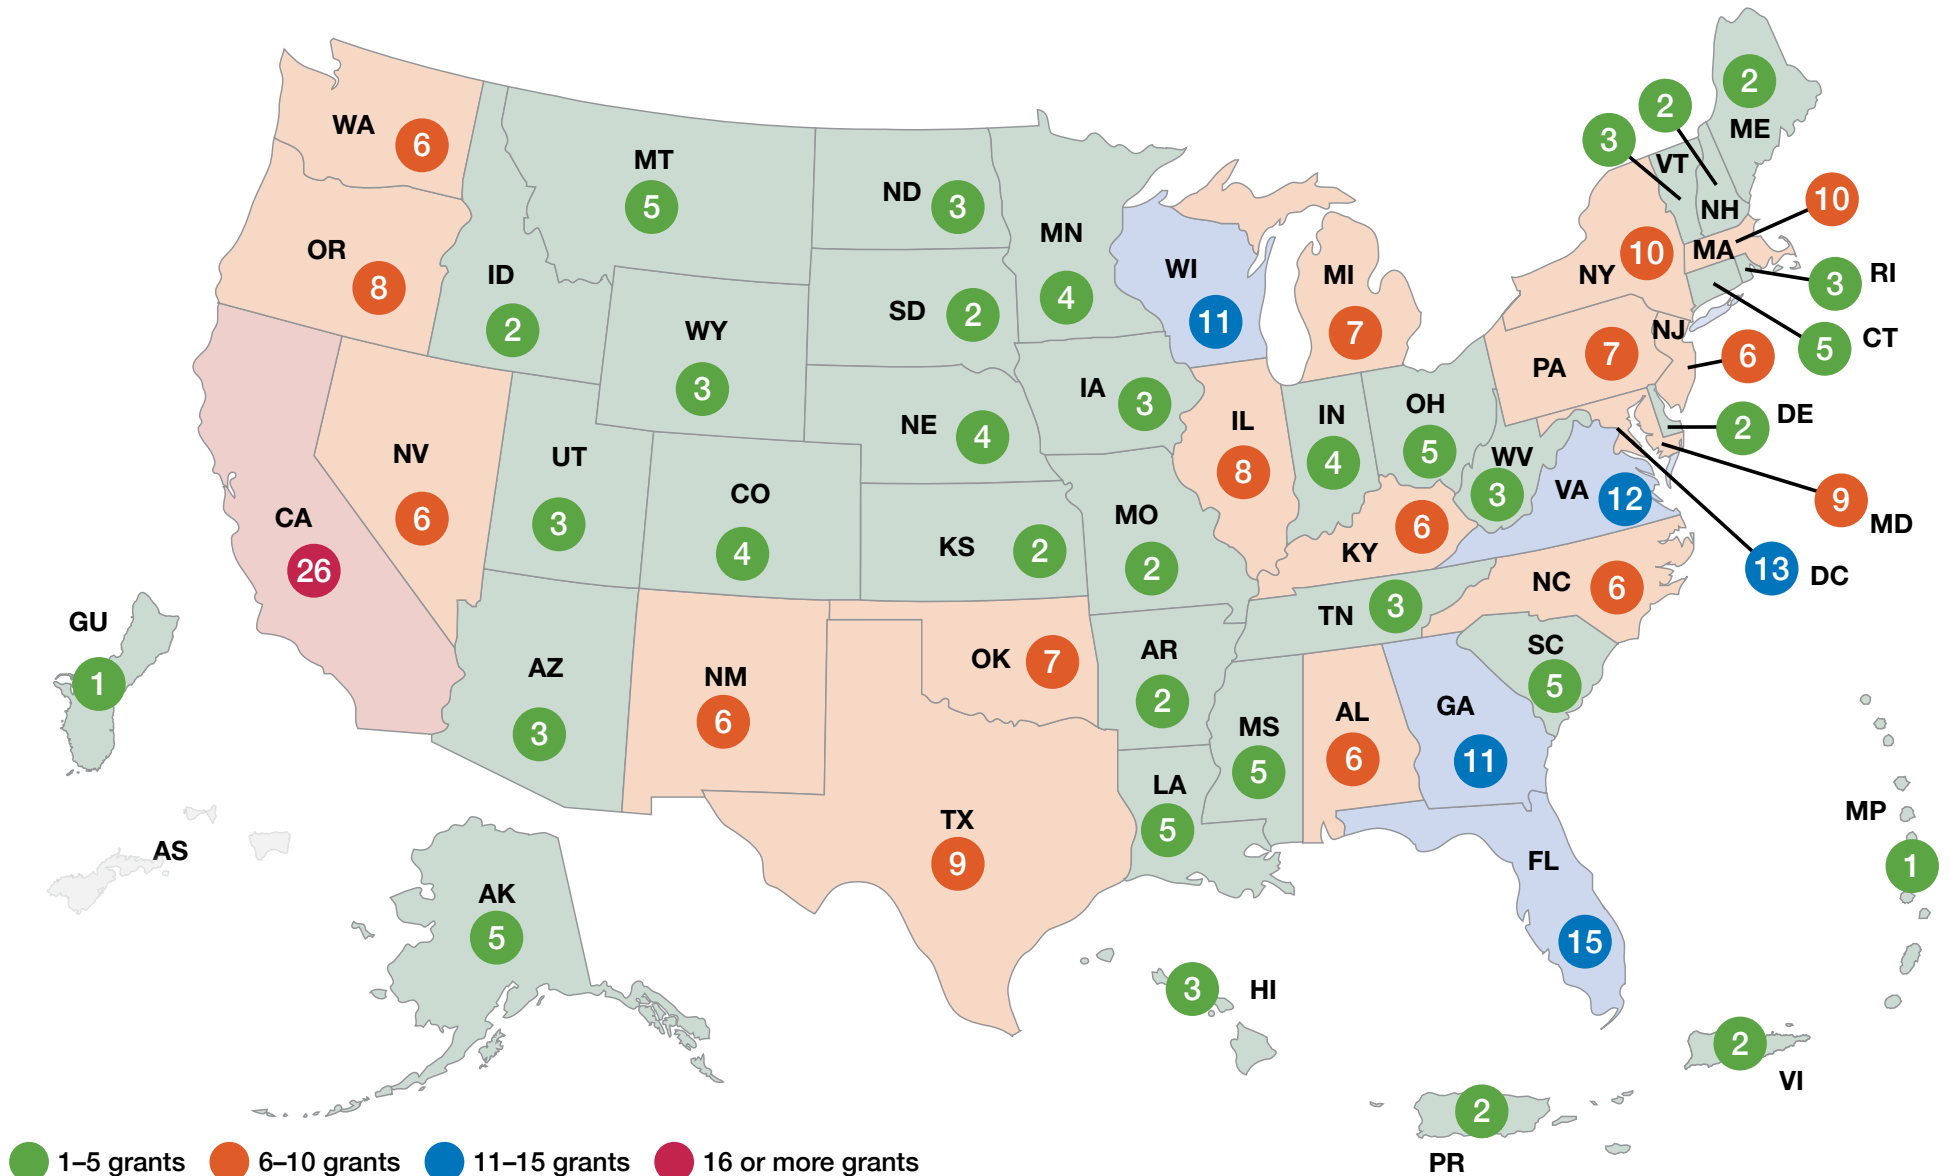 WA 6
OR 8
CA 26
NV 6
ID 2
MT 5
WY 3
UT 3
CO 4
AZ 3
NM 6
ND 3
SD 2
NE 4
KS 2
OK 7
TX 9
MN 4
IA 3
MO 2
AR 2
LA 5
WI 11
IL 8
MI 7
IN 4
OH 5
KY 6
TN 3
MS 5
AL 6
GA 11
FL 15
SC 5
NC 6
VA 12
WV 3
PA 7
NY 10
VT 3
NH 2
ME 2
MA 10
RI 3
CT 5
NJ 6
DE 2
MD 9
DC 13
GU 1
AS
AK 5
HI 3
PR 2
VI 2
MP 1
1–5 grants
6–10 grants
11–15 grants
16 or more grants